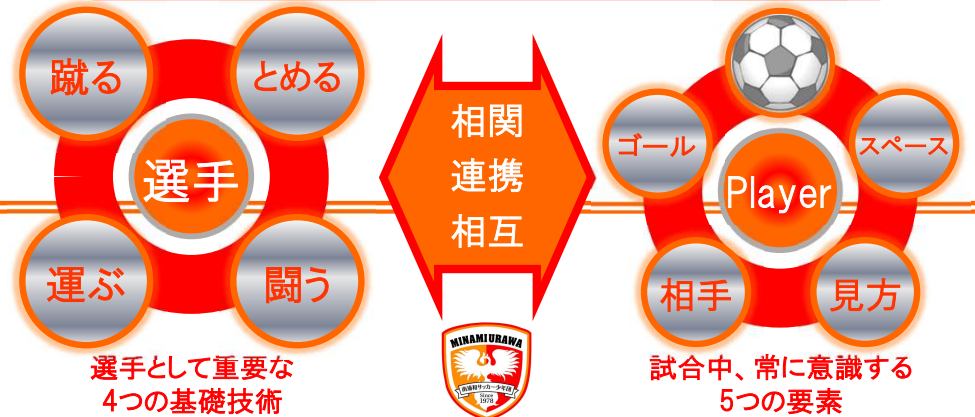 蹴る
とめる
選手
運ぶ
闘う
選手として重要な
4つの基礎技術
相関
連携
相互
MINAMIURAWA
南浦和サッカー少年団
Since
1978
ゴール
スペース
Player
相手
見方
試合中、常に意識する
5つの要素